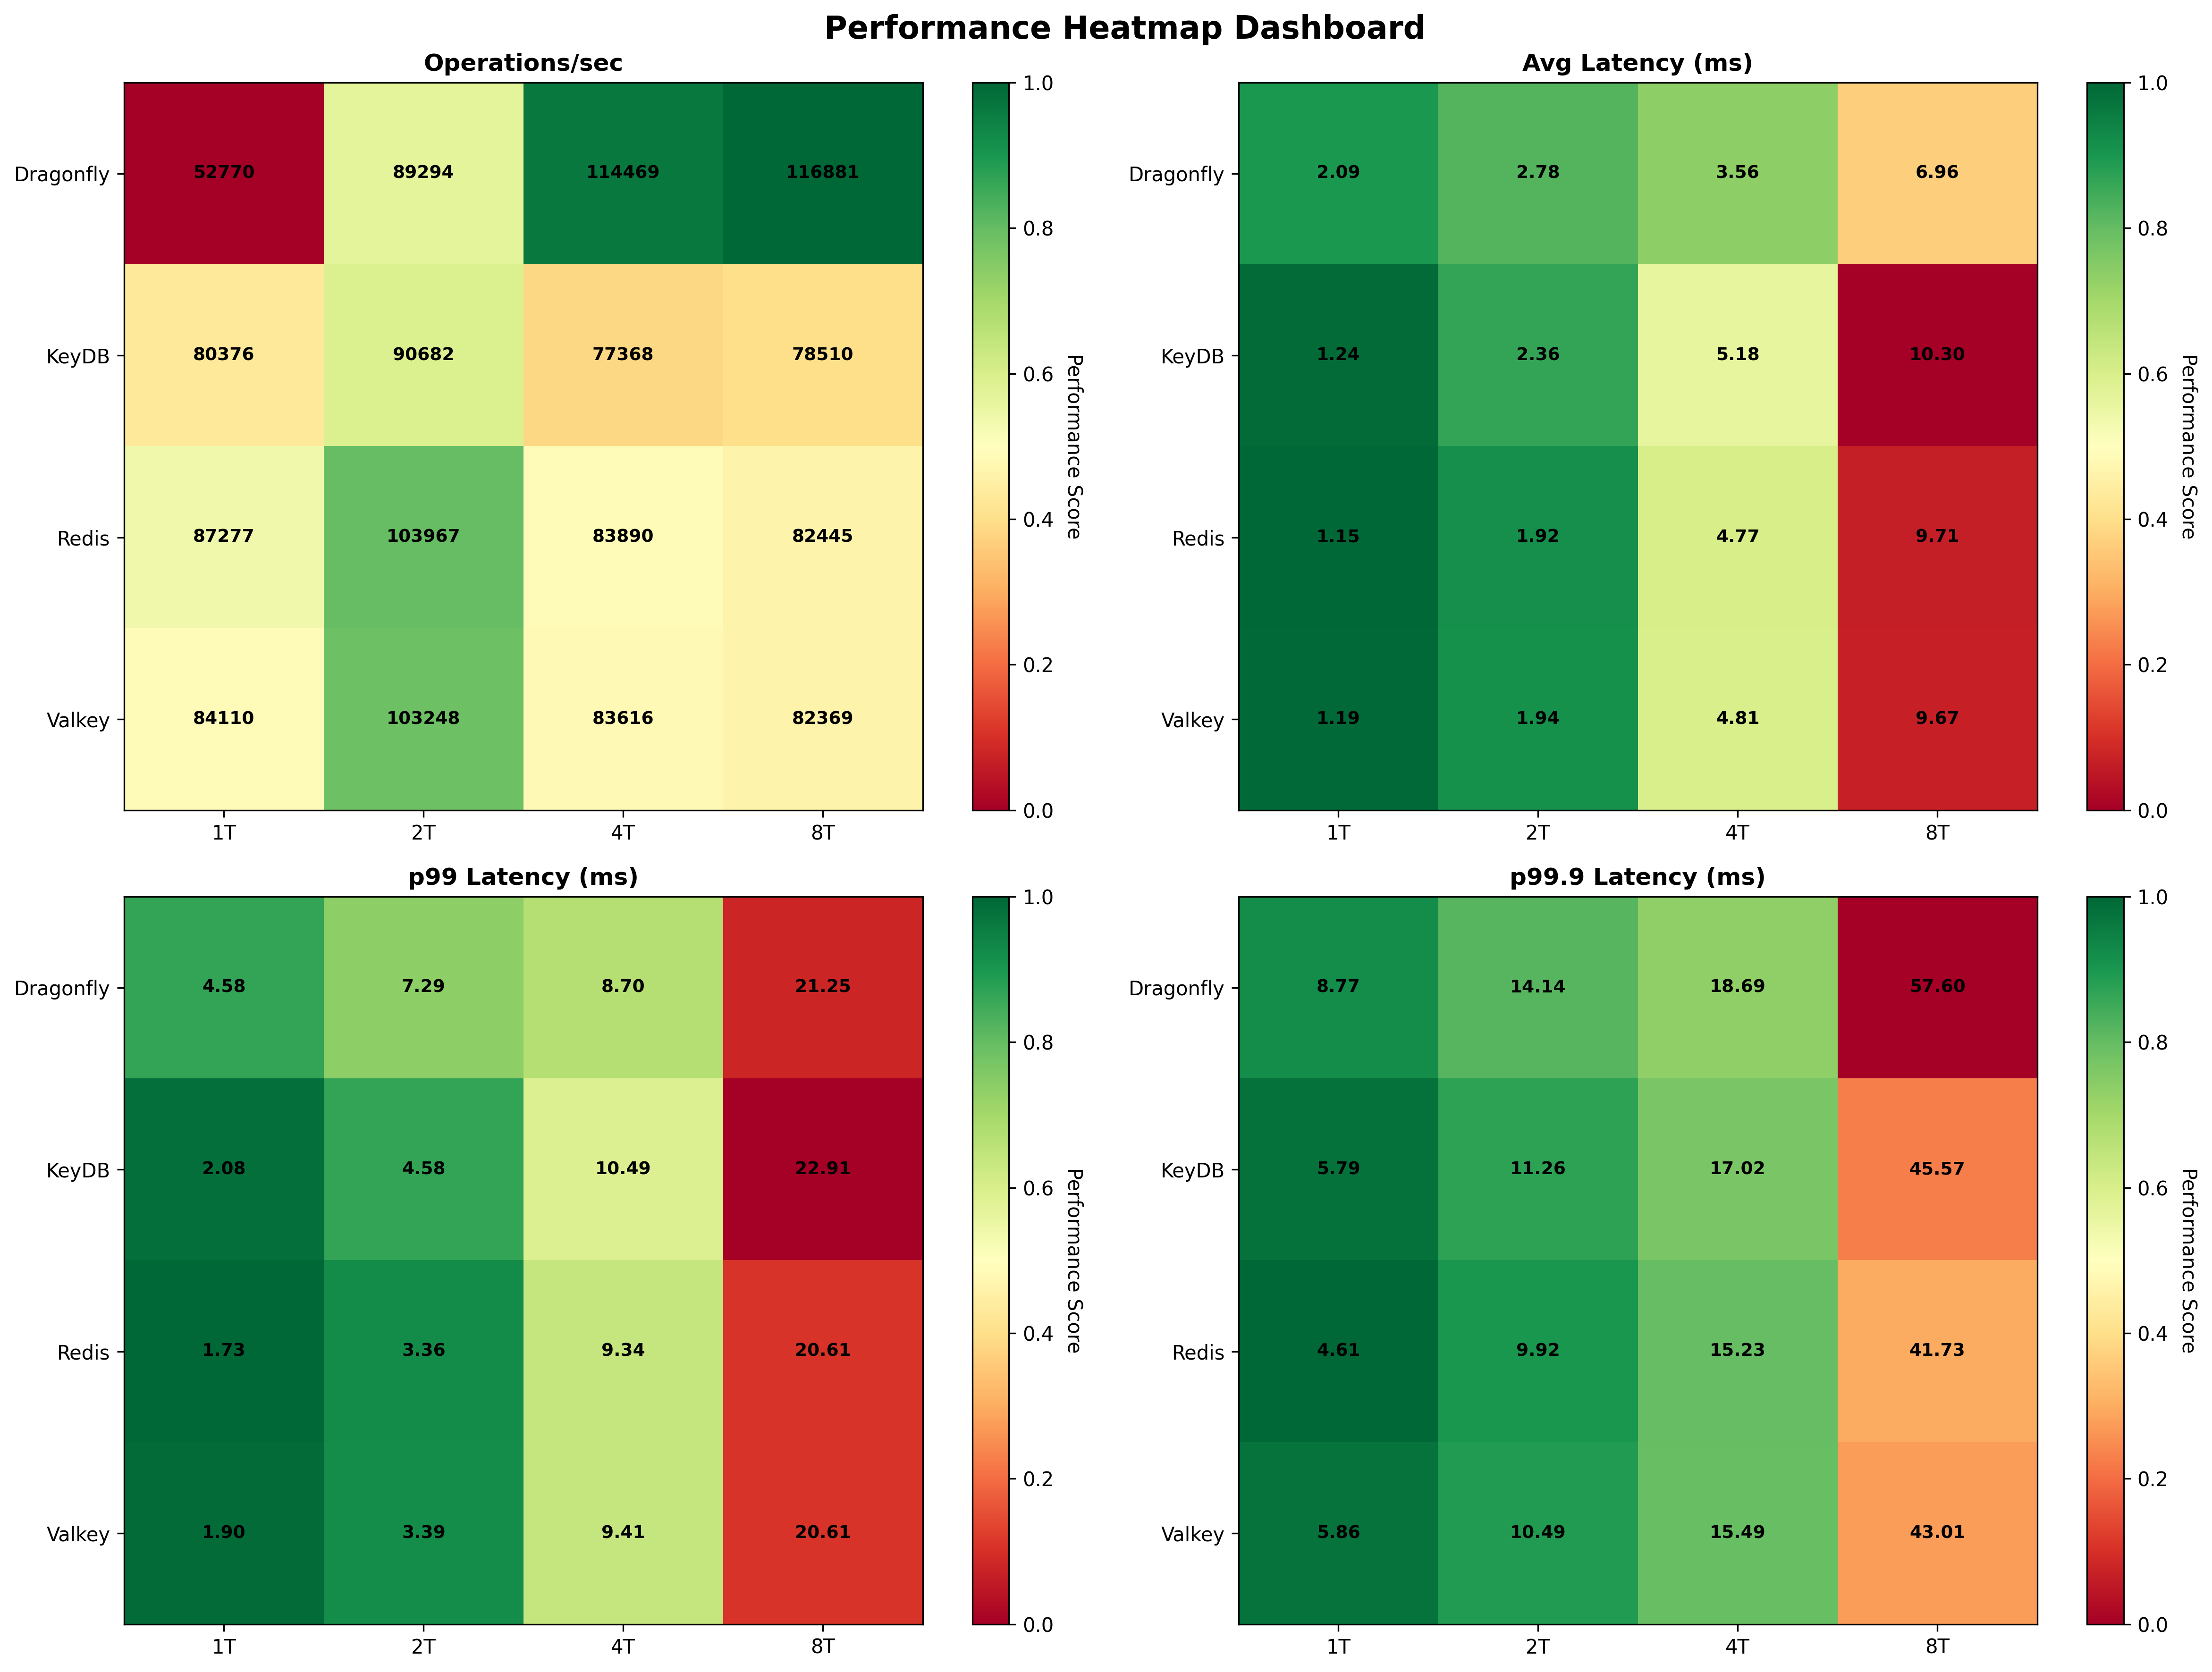 Performance Heatmap Dashboard
Operations/sec
Dragonfly 52770 89294 114469 116881
KeyDB 80376 90682 77368 78510
Redis 87277 103967 83890 82445
Valkey 84110 103248 83616 82369
1T 2T 4T 8T
1.0
0.8
0.6
0.4
0.2
0.0
Performance Score
Avg Latency (ms)
Dragonfly 2.09 2.78 3.56 6.96
KeyDB 1.24 2.36 5.18 10.30
Redis 1.15 1.92 4.77 9.71
Valkey 1.19 1.94 4.81 9.67
1T 2T 4T 8T
1.0
0.8
0.6
0.4
0.2
0.0
Performance Score
p99 Latency (ms)
Dragonfly 4.58 7.29 8.70 21.25
KeyDB 2.08 4.58 10.49 22.91
Redis 1.73 3.36 9.34 20.61
Valkey 1.90 3.39 9.41 20.61
1T 2T 4T 8T
1.0
0.8
0.6
0.4
0.2
0.0
Performance Score
p99.9 Latency (ms)
Dragonfly 8.77 14.14 18.69 57.60
KeyDB 5.79 11.26 17.02 45.57
Redis 4.61 9.92 15.23 41.73
Valkey 5.86 10.49 15.49 43.01
1T 2T 4T 8T
1.0
0.8
0.6
0.4
0.2
0.0
Performance Score